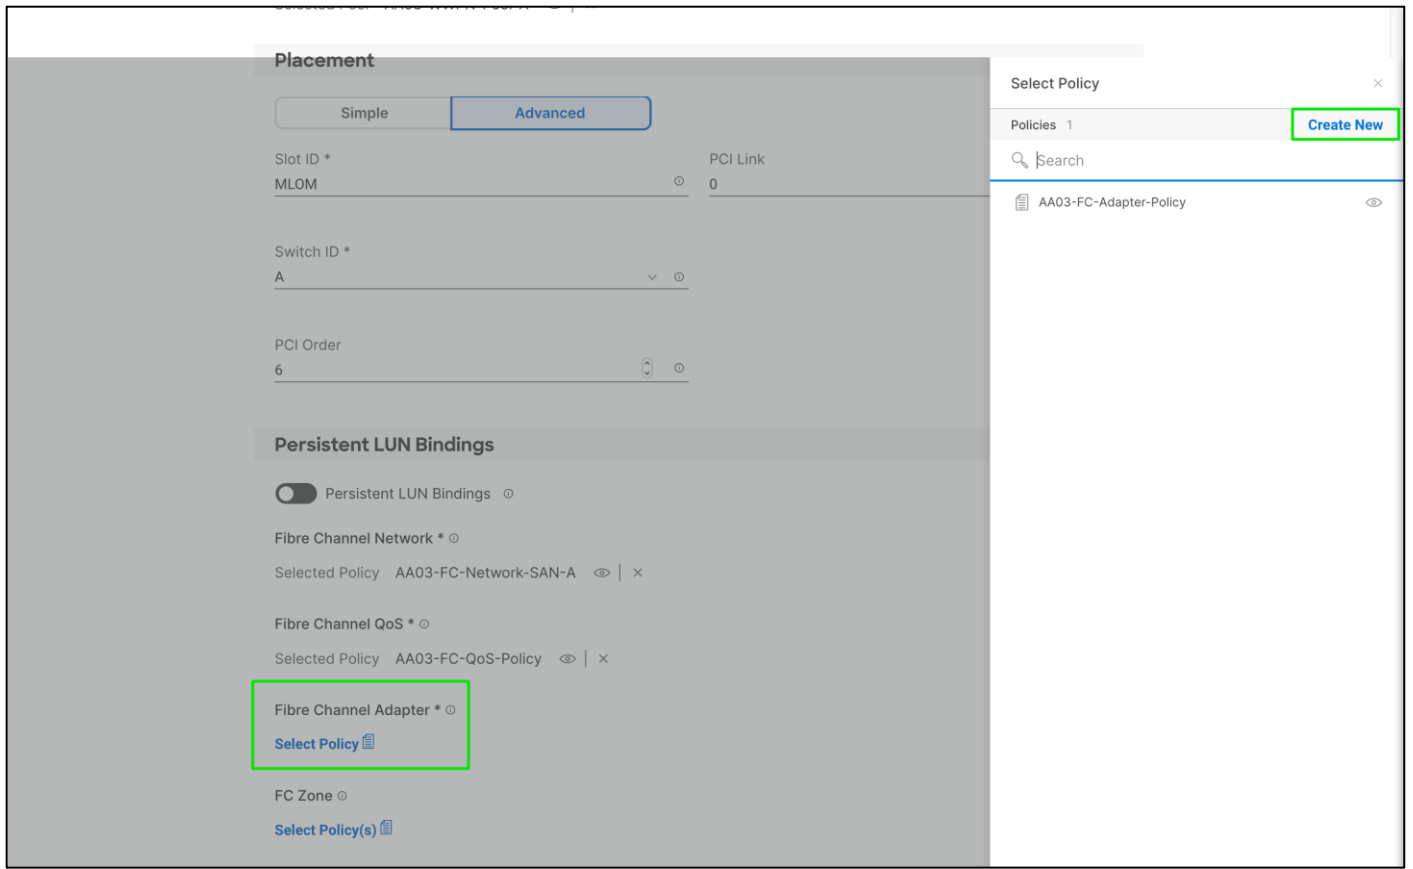 Placement
Simple
Advanced
Slot ID *
MLOM
PCI Link
0
Switch ID *
A
PCI Order
6
Persistent LUN Bindings
Persistent LUN Bindings
Fibre Channel Network *
Selected Policy AA03-FC-Network-SAN-A
Fibre Channel QoS *
Selected Policy AA03-FC-QoS-Policy
Fibre Channel Adapter *
Select Policy
FC Zone
Select Policy(s)
Select Policy
Policies 1
Create New
Search
AA03-FC-Adapter-Policy